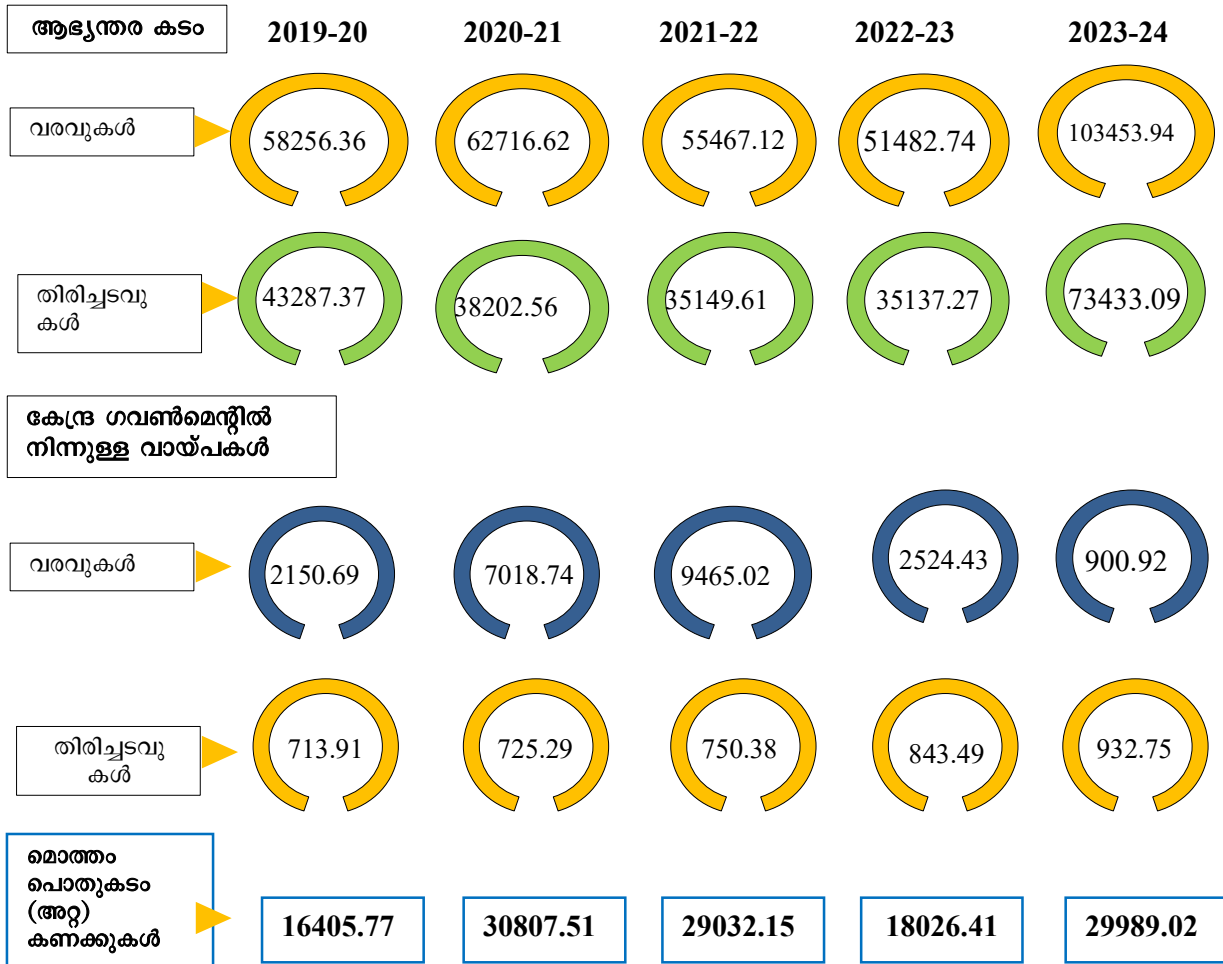 ആഭ്യന്തര കടം 2019-20 2020-21 2021-22 2022-23 2023-24
വരവുകൾ 58256.36 62716.62 55467.12 51482.74 103453.94
തിരിച്ചടവു
കൾ 43287.37 38202.56 35149.61 35137.27 73433.09
കേന്ദ്ര ഗവൺമെന്റിൽ
നിന്നുള്ള വായ്പകൾ
വരവുകൾ 2150.69 7018.74 9465.02 2524.43 900.92
തിരിച്ചടവു
കൾ 713.91 725.29 750.38 843.49 932.75
മൊത്തം
പൊതുകടം
(അറ്റ)
കണക്കുകൾ 16405.77 30807.51 29032.15 18026.41 29989.02